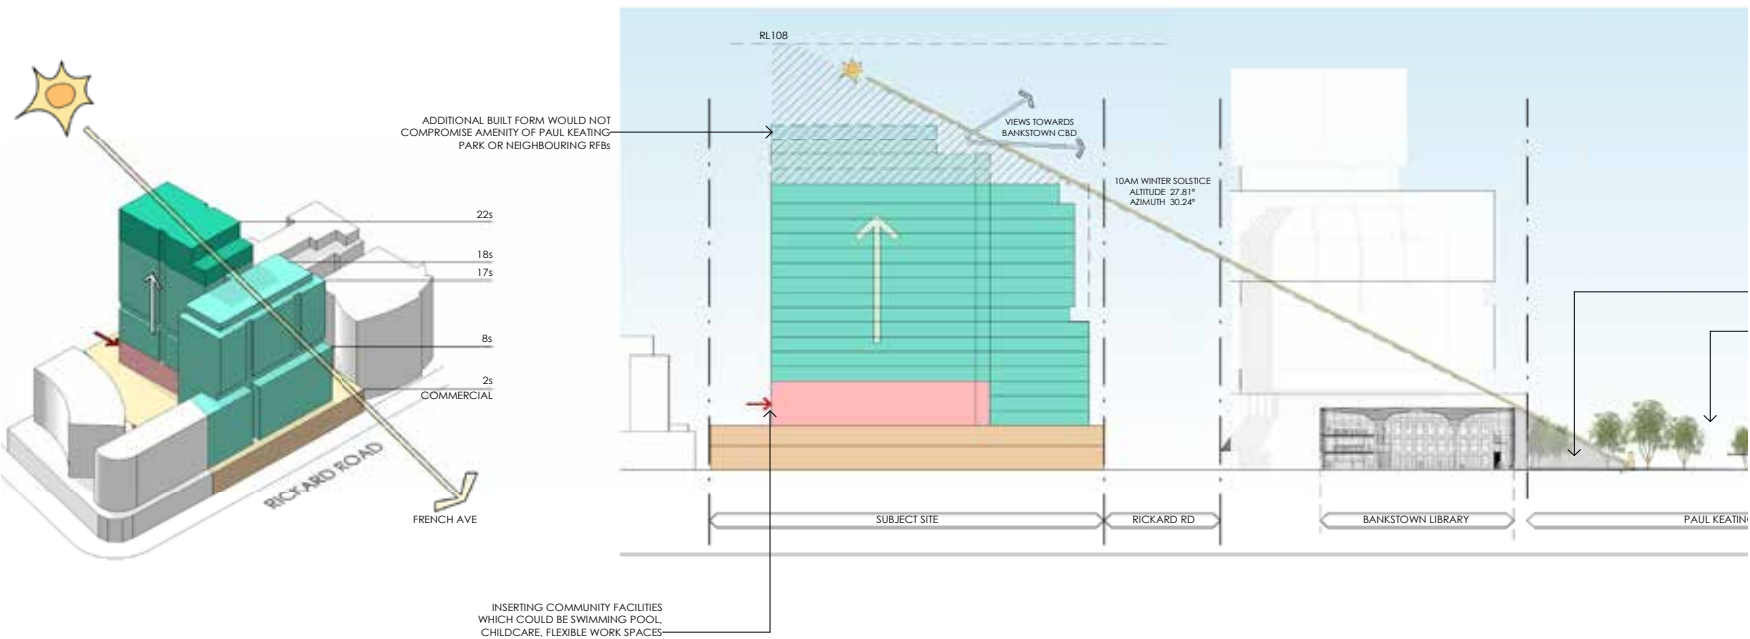 RL108
ADDITIONAL BUILT FORM WOULD NOT
COMPROMISE AMENITY OF PAUL KEATING
PARK OR NEIGHBOURING RFBs
VIEWS TOWARDS
BANKSTOWN CBD
10AM WINTER SOLSTICE
ALTITUDE 27.81°
AZIMUTH 30.24°
22s
18s
17s
8s
2s
COMMERCIAL
RICKARD ROAD
FRENCH AVE
SUBJECT SITE
RICKARD RD
BANKSTOWN LIBRARY
PAUL KEATIN
INSERTING COMMUNITY FACILITIES
WHICH COULD BE SWIMMING POOL,
CHILDCARE, FLEXIBLE WORK SPACES